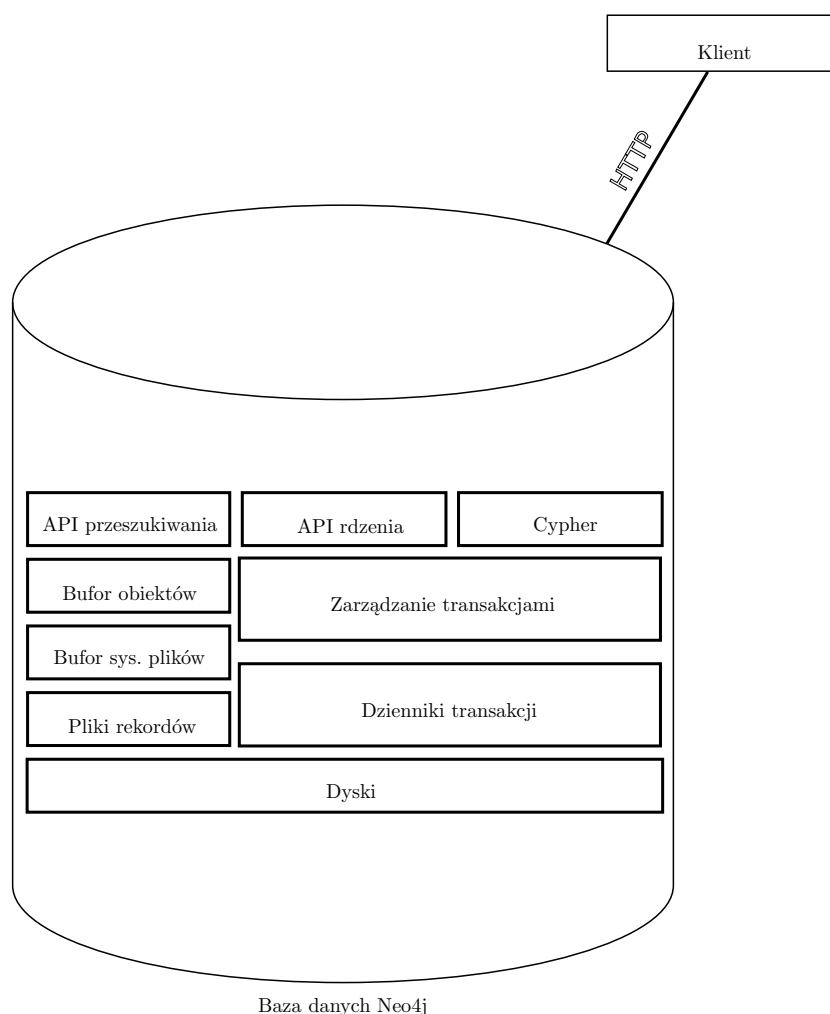 Klient
HTTP
API przeszukiwania
API rdzenia
Cypher
Bufor obiektów
Zarządzanie transakcjami
Bufor sys. plików
Dzienniki transakcji
Pliki rekordów
Dyski
Baza danych Neo4j